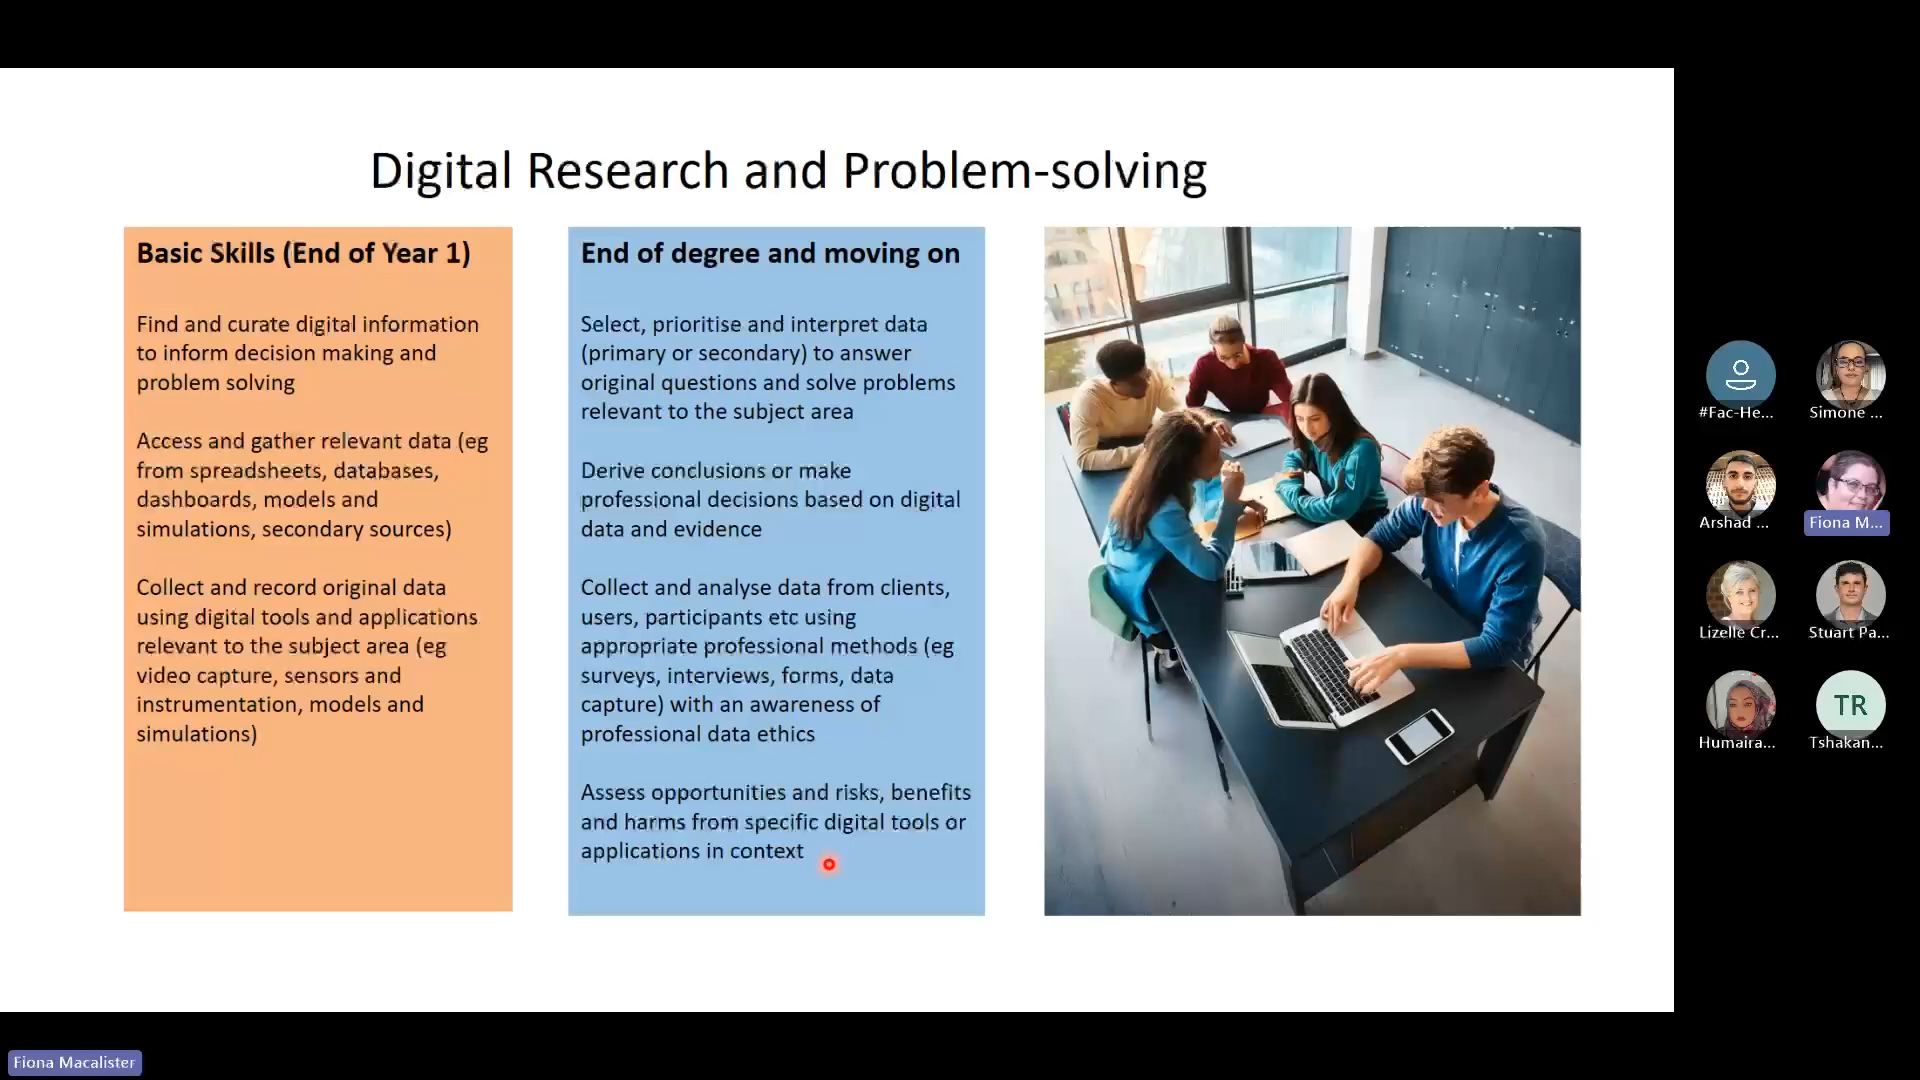 Digital Research and Problem-solving
Basic Skills (End of Year 1)
Find and curate digital information
to inform decision making and
problem solving
Access and gather relevant data (eg
from spreadsheets, databases,
dashboards, models and
simulations, secondary sources)
Collect and record original data
using digital tools and applications
relevant to the subject area (eg
video capture, sensors and
instrumentation, models and
simulations)
End of degree and moving on
Select, prioritise and interpret data
(primary or secondary) to answer
original questions and solve problems
relevant to the subject area
Derive conclusions or make
professional decisions based on digital
data and evidence
Collect and analyse data from clients,
users, participants etc using
appropriate professional methods (eg
surveys, interviews, forms, data
capture) with an awareness of
professional data ethics
Assess opportunities and risks, benefits
and harms from specific digital tools or
applications in context
#Fac-He...
Simone ...
Arshad ...
Fiona M...
Lizelle Cr...
Stuart Pa...
Humaira...
TR
Tshakan...
Fiona Macalister